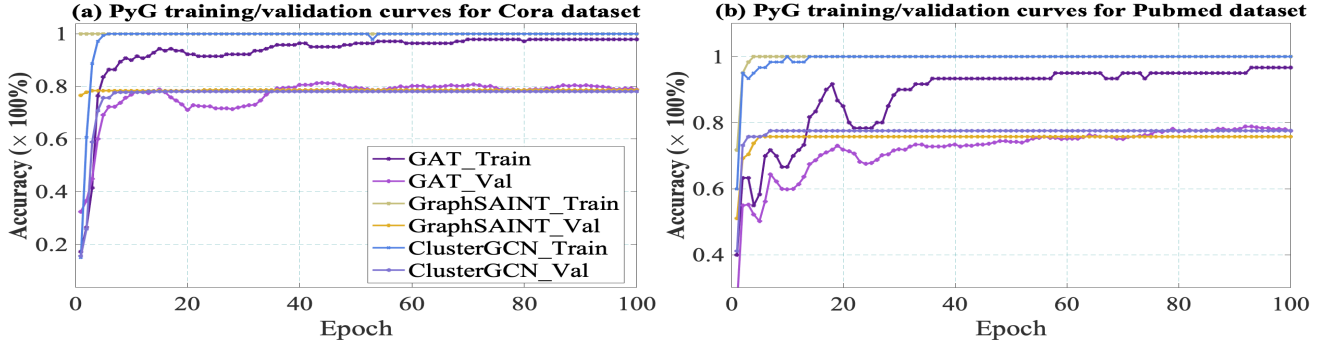 (a) PyG training/validation curves for Cora dataset
Accuracy (× 100%)
1
0.8
0.6
0.4
0.2
GAT_Train
GAT_Val
GraphSAINT_Train
GraphSAINT_Val
ClusterGCN_Train
ClusterGCN_Val
0 20 40 60 80 100
Epoch
(b) PyG training/validation curves for Pubmed dataset
Accuracy (× 100%)
1
0.8
0.6
0.4
0 20 40 60 80 100
Epoch